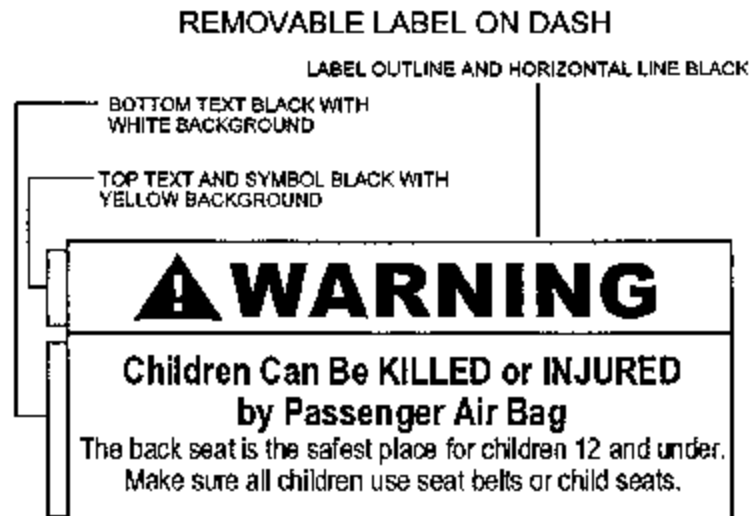 REMOVABLE LABEL ON DASH
LABEL OUTLINE AND HORIZONTAL LINE BLACK
BOTTOM TEXT BLACK WITH
WHITE BACKGROUND
TOP TEXT AND SYMBOL BLACK WITH
YELLOW BACKGROUND
WARNING
Children Can Be KILLED or INJURED
by Passenger Air Bag
The back seat is the safest place for children 12 and under.
Make sure all children use seat belts or child seats.